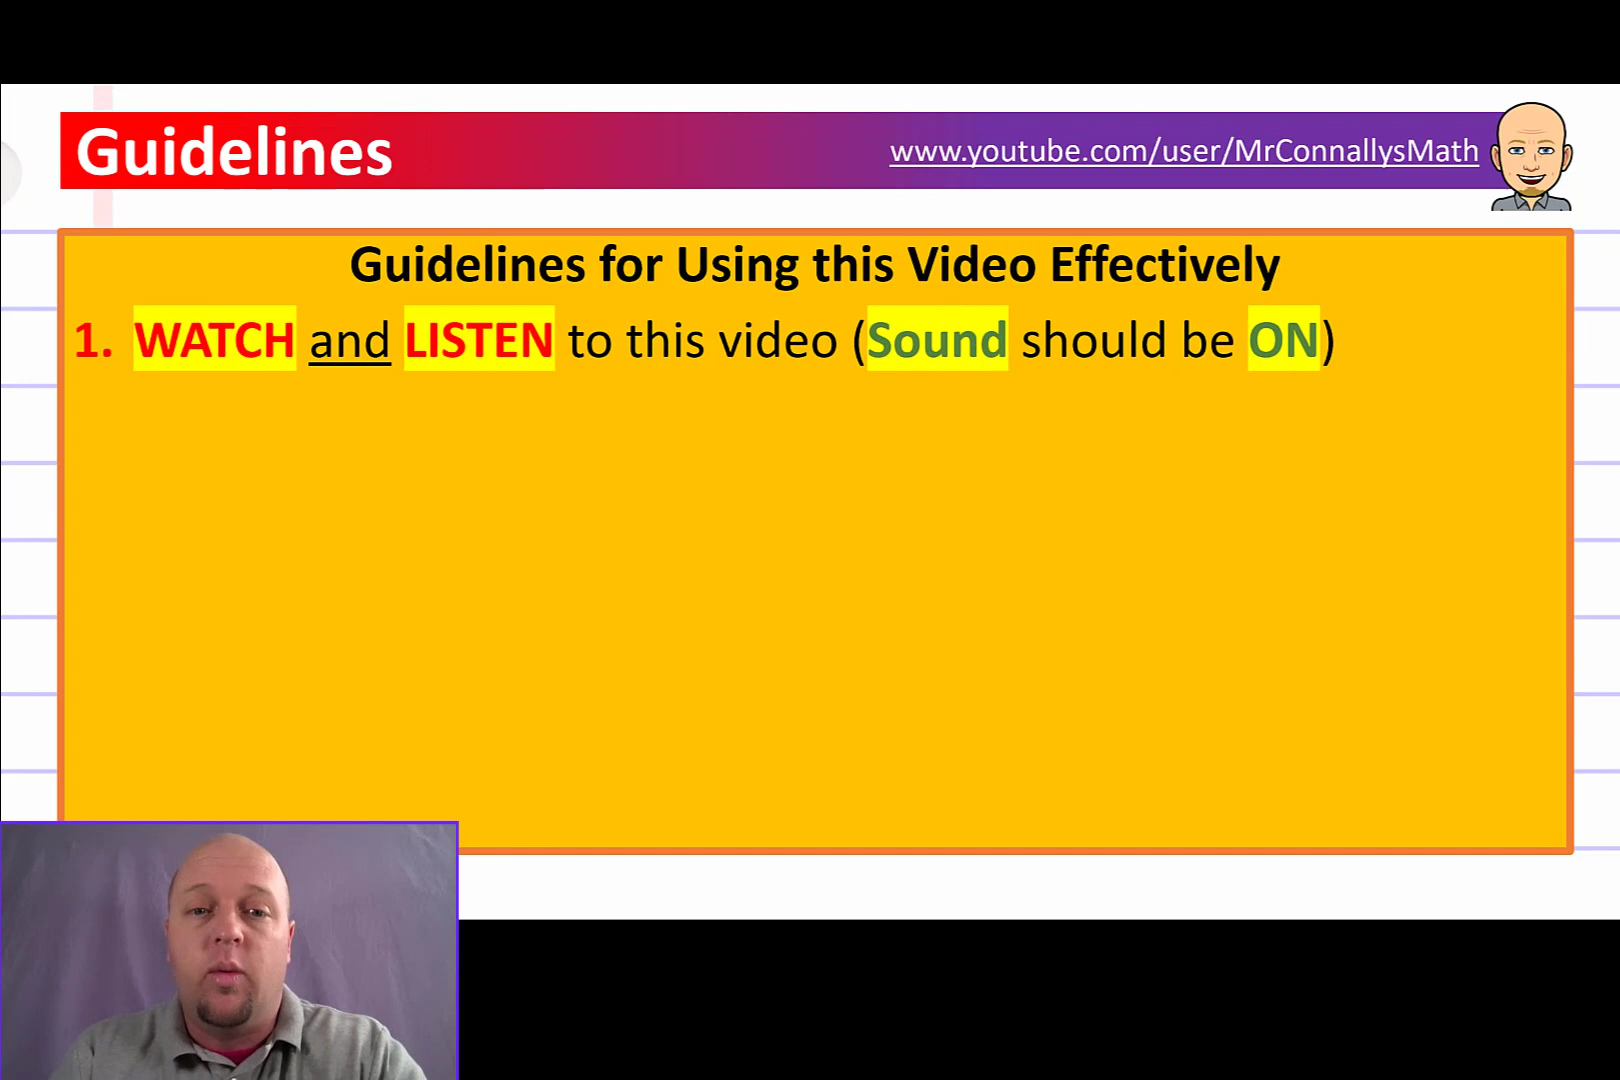 Guidelines
www.youtube.com/user/MrConnallysMath
Guidelines for Using this Video Effectively
1. WATCH and LISTEN to this video (Sound should be ON)